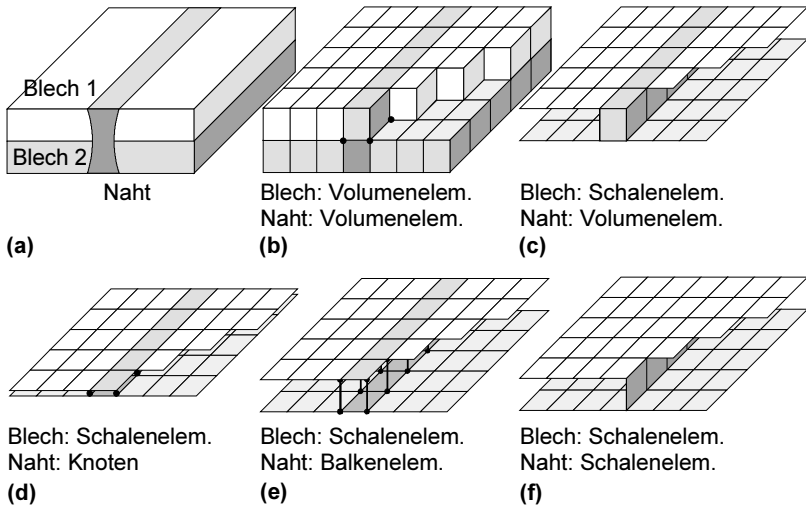 Blech 1
Blech 2
Naht
(a)
Blech: Volumenelem.
Naht: Volumenelem.
(b)
Blech: Schalenelem.
Naht: Volumenelem.
(c)
Blech: Schalenelem.
Naht: Knoten
(d)
Blech: Schalenelem.
Naht: Balkenelem.
(e)
Blech: Schalenelem.
Naht: Schalenelem.
(f)